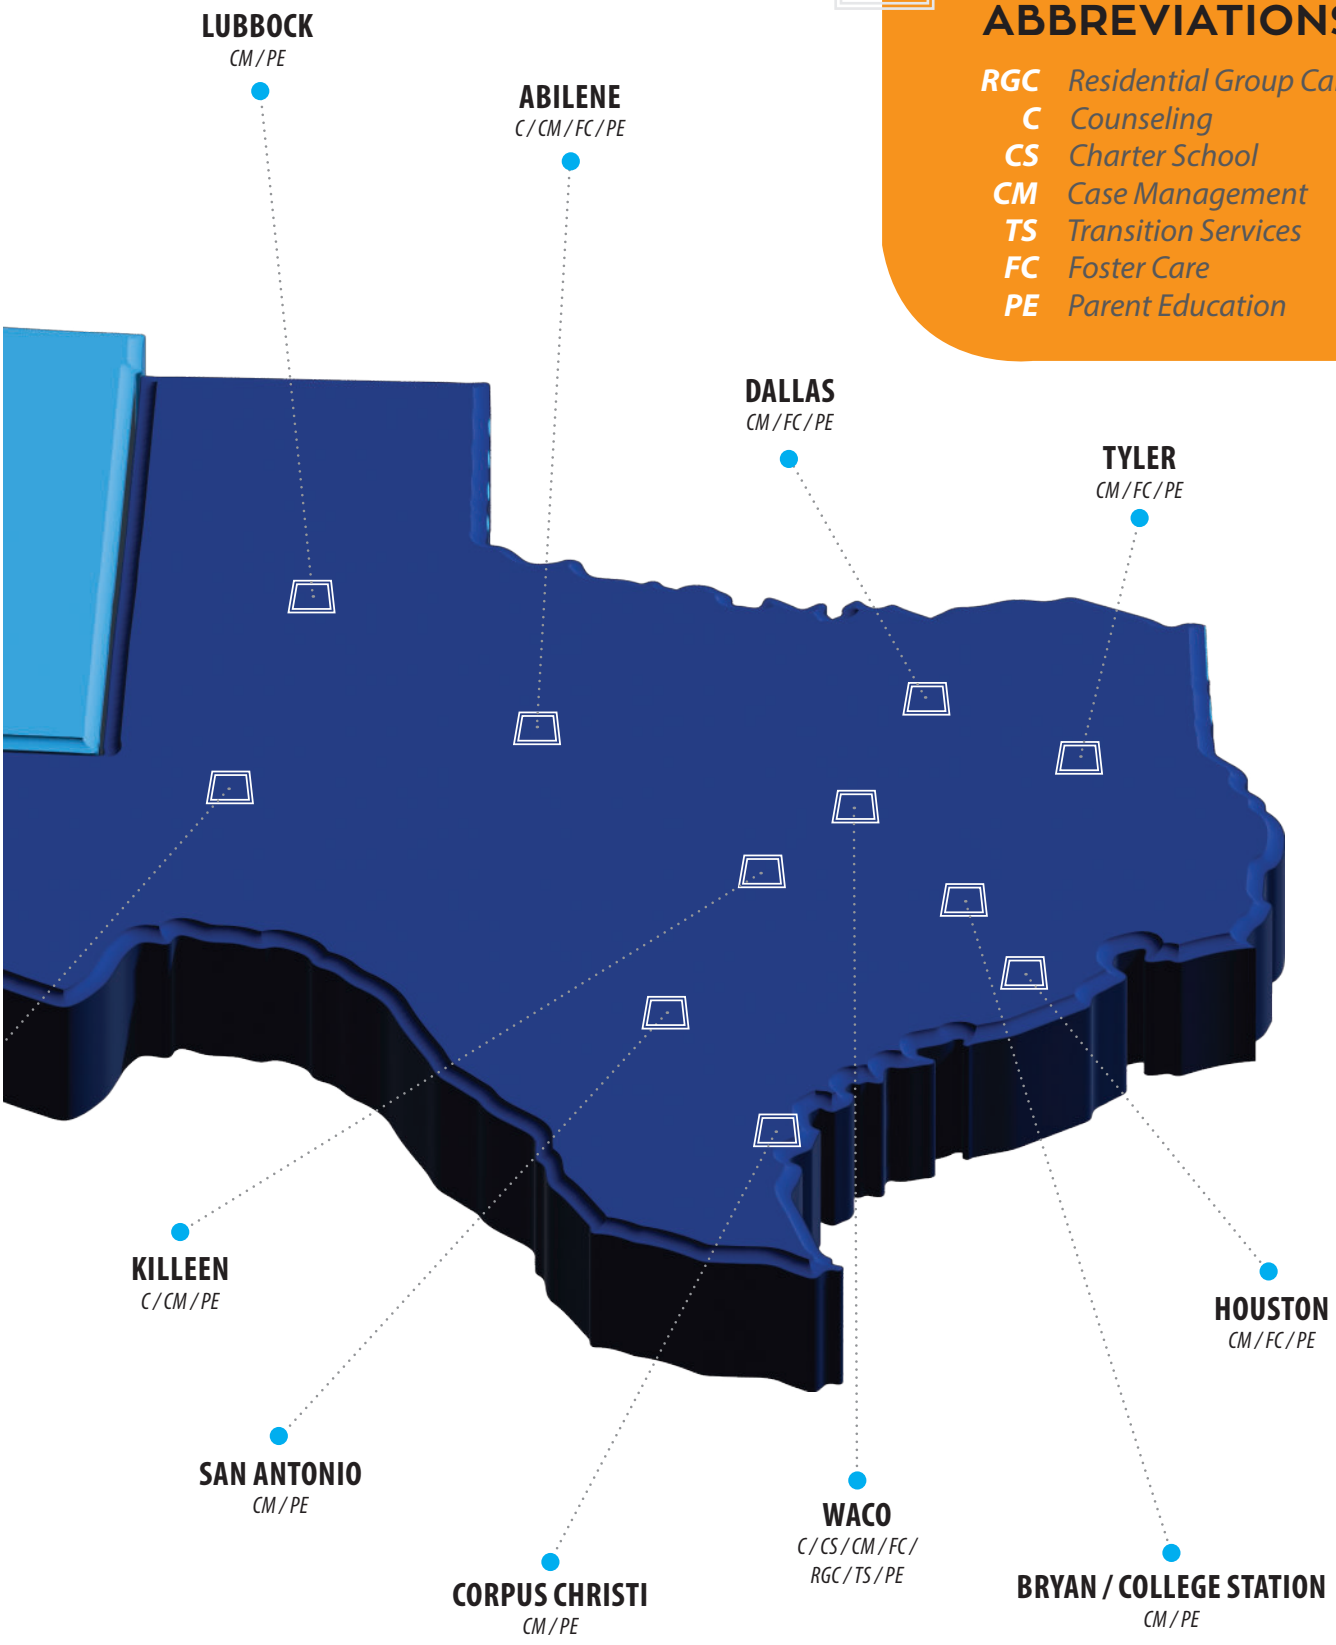 LUBBOCK
CM / PE
ABILENE
C / CM / FC / PE
ABBREVIATIONS
RGC Residential Group
C Counseling
CS Charter School
CM Case Management
TS Transition Services
FC Foster Care
PE Parent Education
DALLAS
CM / FC / PE
TYLER
CM / FC / PE
KILLEEN
C / CM / PE
HOUSTON
CM / FC / PE
SAN ANTONIO
CM / PE
WACO
C / CS / CM / FC /
RGC / TS / PE
CORPUS CHRISTI
CM / PE
BRYAN / COLLEGE STATION
CM / PE